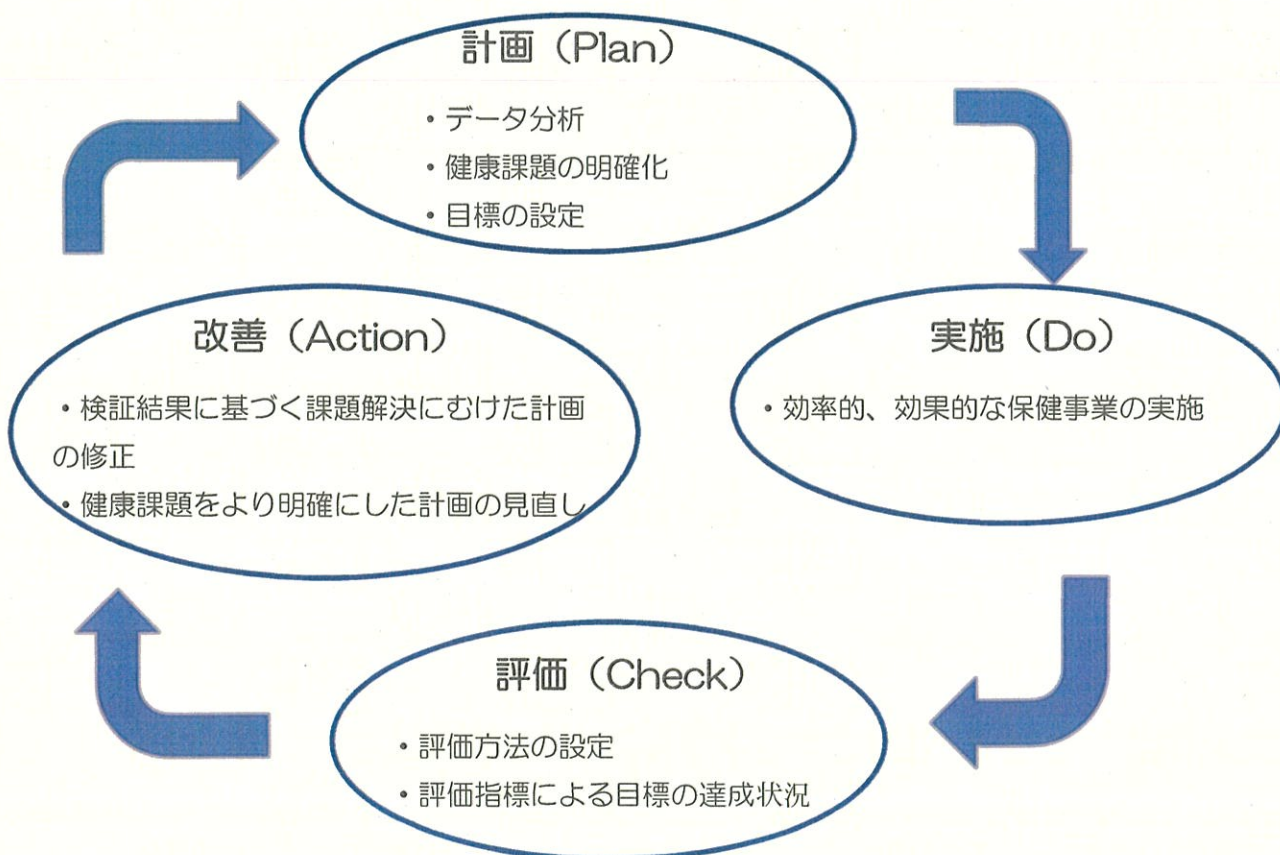 計画（Plan）
・データ分析
・健康課題の明確化
・目標の設定
実施（Do）
・効率的、効果的な保健事業の実施
評価（Check）
・評価方法の設定
・評価指標による目標の達成状況
改善（Action）
・検証結果に基づく課題解決にむけた計画
の修正
・健康課題をより明確にした計画の見直し